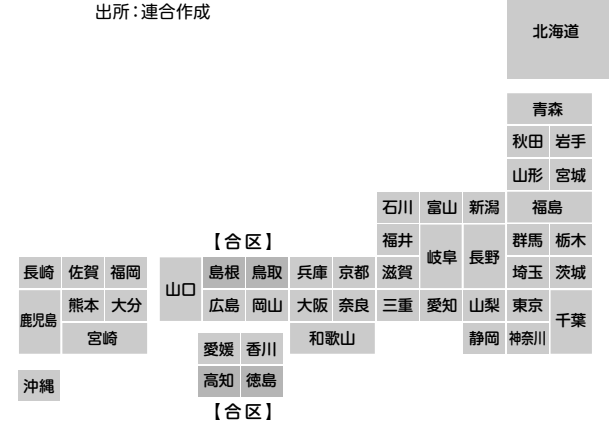 出所：連合作成
北海道
青森
秋田 岩手
山形 宮城
石川 富山 新潟 福島
【合区】 福井 岐阜 長野 群馬 栃木
長崎 佐賀 福岡 山口 島根 鳥取 兵庫 京都 滋賀 埼玉 茨城
鹿児島 熊本 大分 広島 岡山 大阪 奈良 三重 愛知 山梨 東京 千葉
宮崎 愛媛 香川 和歌山 静岡 神奈川
沖縄 高知 徳島
【合区】